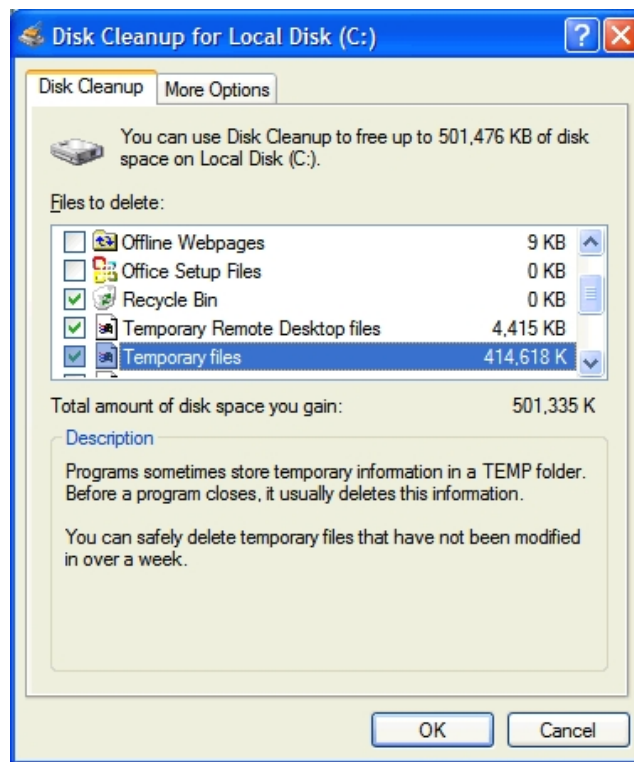 Disk Cleanup for Local Disk (C:)
Disk Cleanup
More Options
You can use Disk Cleanup to free up to 501,476 KB of disk
space on Local Disk (C:).
Files to delete:
Offline Webpages 9 KB
Office Setup Files 0 KB
Recycle Bin 0 KB
Temporary Remote Desktop files 4,415 KB
Temporary files 414,618 K
Total amount of disk space you gain: 501,335 K
Description
Programs sometimes store temporary information in a TEMP folder.
Before a program closes, it usually deletes this information.
You can safely delete temporary files that have not been modified
in over a week.
OK
Cancel